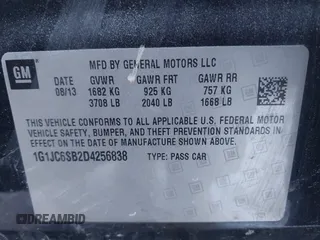 GM
MFD BY GENERAL MOTORS LLC
DATE GVWR GAWR FRT GAWR RR
08/13 1682 KG 925 KG 757 KG
3708 LB 2040 LB 1668 LB
THIS VEHICLE CONFORMS TO ALL APPLICABLE U.S. FEDERAL MOTOR
VEHICLE SAFETY, BUMPER, AND THEFT PREVENTION STANDARDS
IN EFFECT ON THE DATE OF MANUFACTURE SHOWN ABOVE.
1G1JC6SB2D4256838 TYPE: PASS CAR
DREAMBID